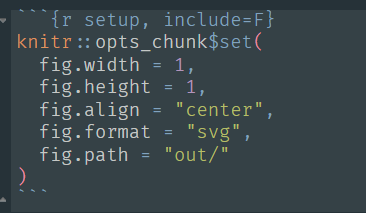 ```{r setup, include=F}
knitr::opts_chunk$set(
  fig.width = 1,
  fig.height = 1,
  fig.align = "center",
  fig.format = "svg",
  fig.path = "out/"
)
```